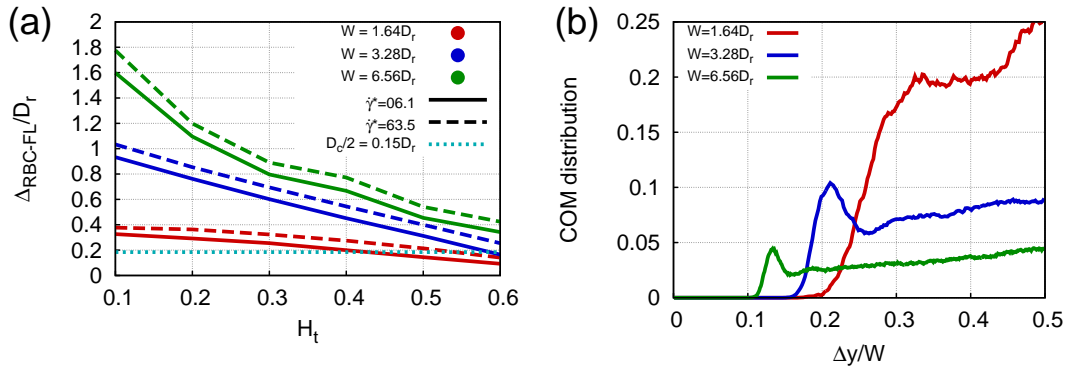 (a)
2
1.8
1.6
1.4
1.2
1
0.8
0.6
0.4
0.2
0
Δ_RBC-FL/D_r
W = 1.64D_r
W = 3.28D_r
W = 6.56D_r
γ̇*=06.1
γ̇*=63.5
D_c/2 = 0.15D_r
0.1 0.2 0.3 0.4 0.5 0.6
H_t
(b)
0.25
0.2
0.15
0.1
0.05
0
COM distribution
W=1.64D_r
W=3.28D_r
W=6.56D_r
0 0.1 0.2 0.3 0.4 0.5
Δy/W